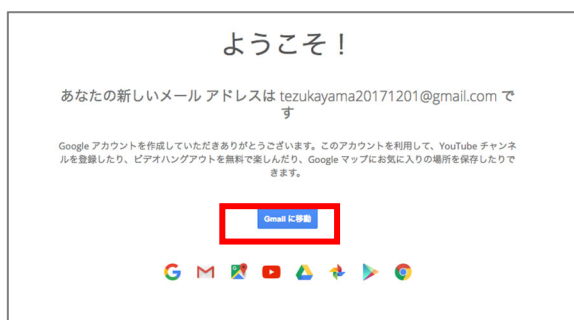 ようこそ！
あなたの新しいメール アドレスは tezukayama20171201@gmail.com で
す
Google アカウントを作成していただきありがとうございます。このアカウントを利用して、YouTube チャンネ
ルを登録したり、ビデオハングアウトを無料で楽しんだり、Google マップにお気に入りの場所を保存したりで
きます。
Gmail に移動